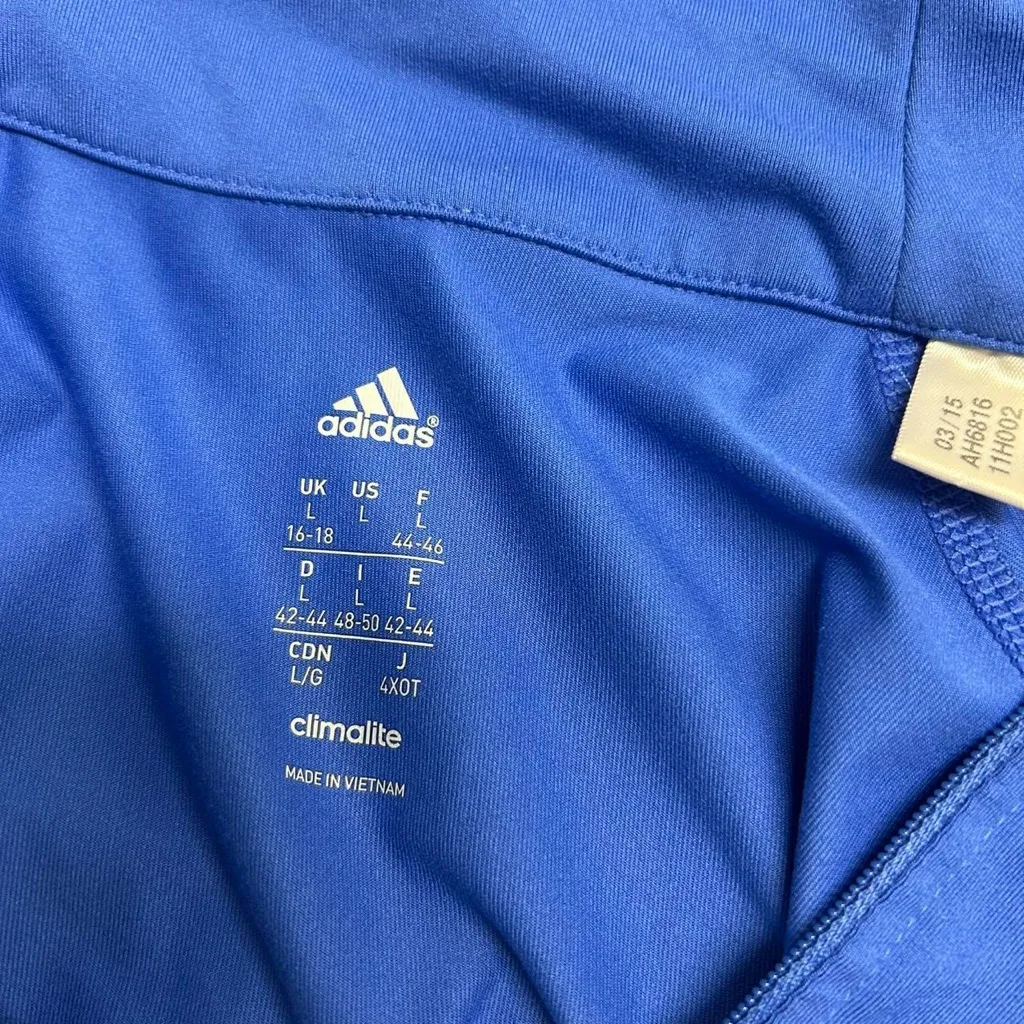 adidas®
UK US F
L L L
16-18 44-46
D I E
L L L
42-44 48-50 42-44
CDN J
L/G 4XOT
climalite
MADE IN VIETNAM
03/15
AH6816
11H002